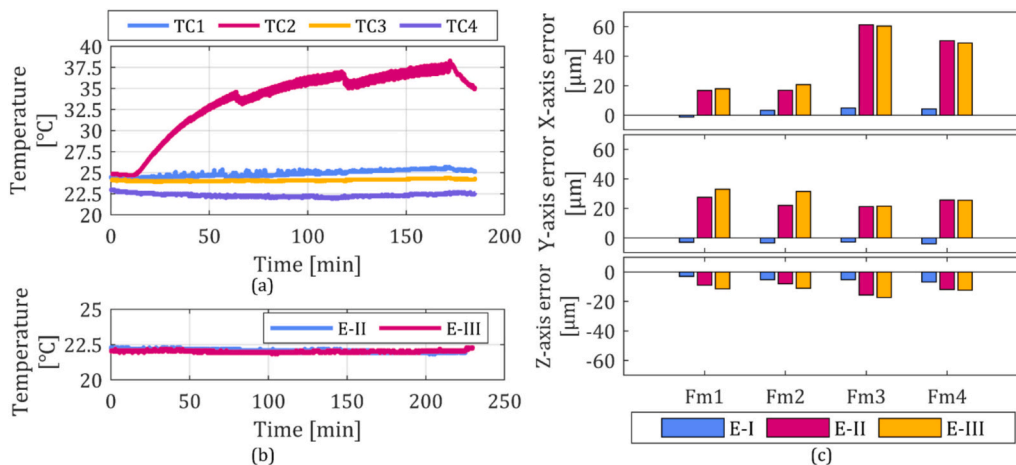 TC1 TC2 TC3 TC4
40
37.5
35
32.5
30
27.5
25
22.5
20
Temperature
[°C]
0 50 100 150 200
Time [min]
(a)
E-II E-III
25
22.5
20
Temperature
[°C]
0 50 100 150 200 250
Time [min]
(b)
X-axis error
[µm]
60
40
20
0
Y-axis error
[µm]
60
40
20
0
Z-axis error
[µm]
0
-20
-40
-60
Fm1 Fm2 Fm3 Fm4
E-I E-II E-III
(c)